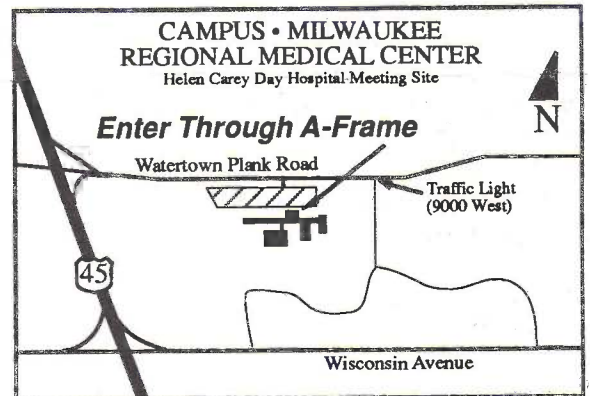 CAMPUS • MILWAUKEE
REGIONAL MEDICAL CENTER
Helen Carey Day Hospital-Meeting Site
N
Enter Through A-Frame
Watertown Plank Road
Traffic Light
(9000 West)
45
Wisconsin Avenue